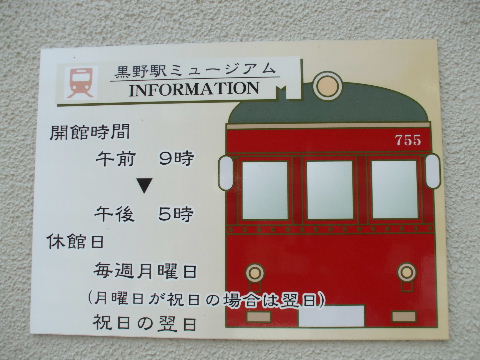 黒野駅ミュージアム
INFORMATION
755
開館時間
午前 9時
▼
午後 5時
休館日
毎週月曜日
(月曜日が祝日の場合は翌日)
祝日の翌日